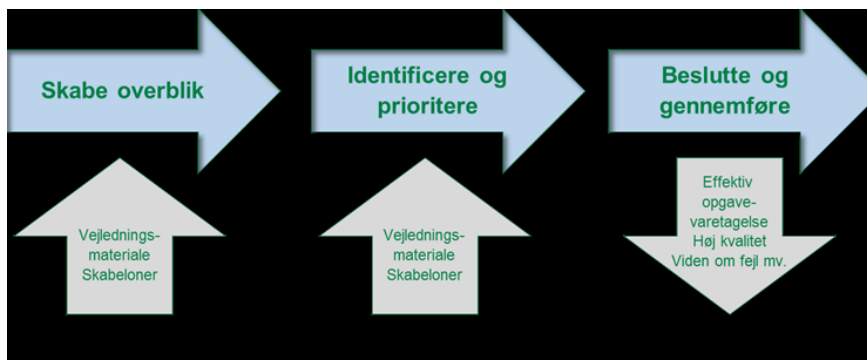 Skabe overblik
Identificere og
prioritere
Beslutte og
gennemføre
Vejlednings-
materiale
Skabeloner
Vejlednings-
materiale
Skabeloner
Effektiv
opgave-
varetagelse
Høj kvalitet
Viden om fejl mv.